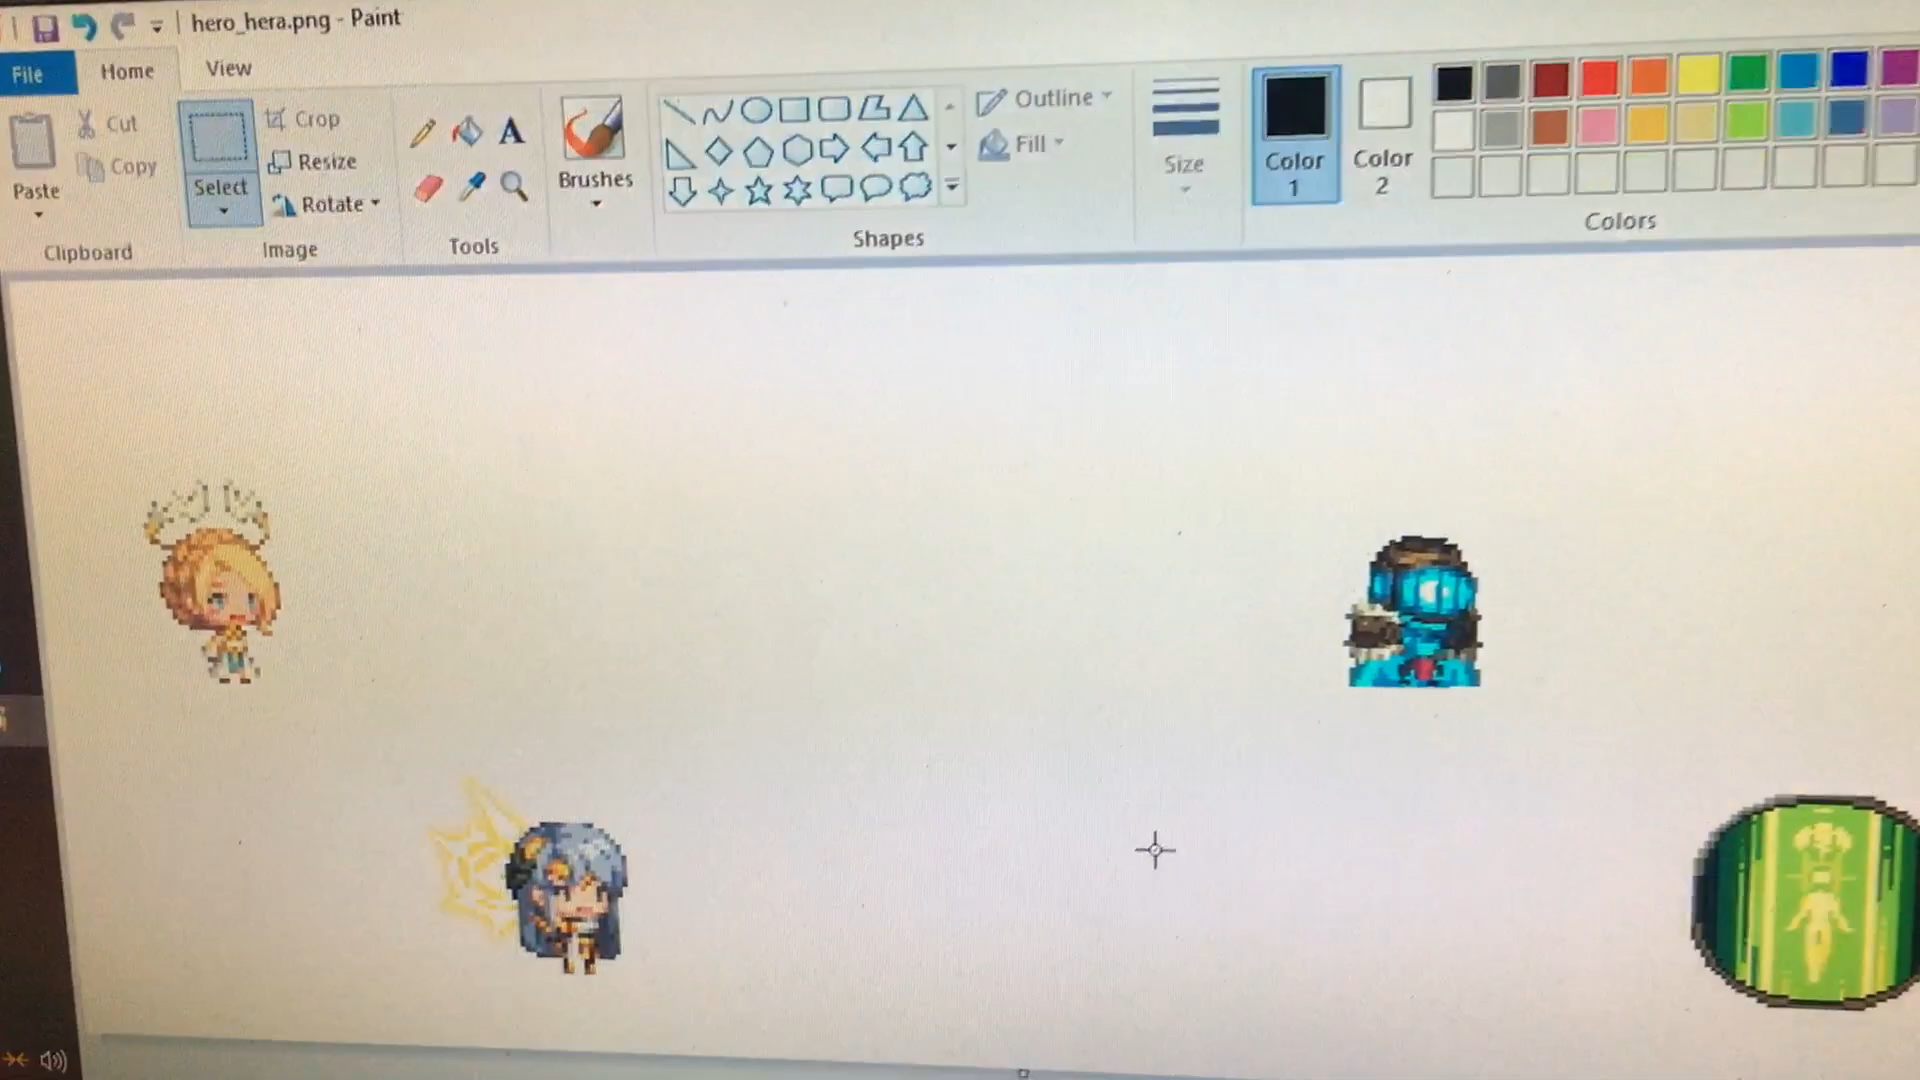 hero_hera.png - Paint
File
Home
View
Paste
Cut
Copy
Clipboard
Select
Crop
Resize
Rotate
Image
A
Tools
Brushes
Shapes
Outline
Fill
Size
Color
1
Color
2
Colors